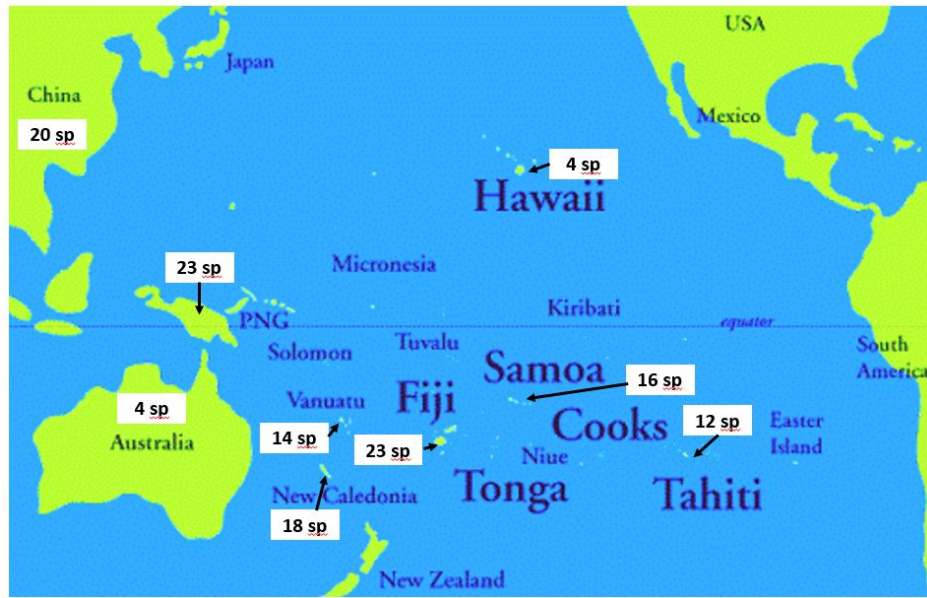 USA
Japan
China
20 sp
Mexico
4 sp
Hawaii
23 sp
Micronesia
Kiribati
PNG
equator
Solomon
Tuvalu
South
America
Samoa
16 sp
4 sp
Vanuatu
Fiji
12 sp
Easter
Island
Australia
14 sp
23 sp
Cooks
Niue
Tonga
Tahiti
New Caledonia
18 sp
New Zealand